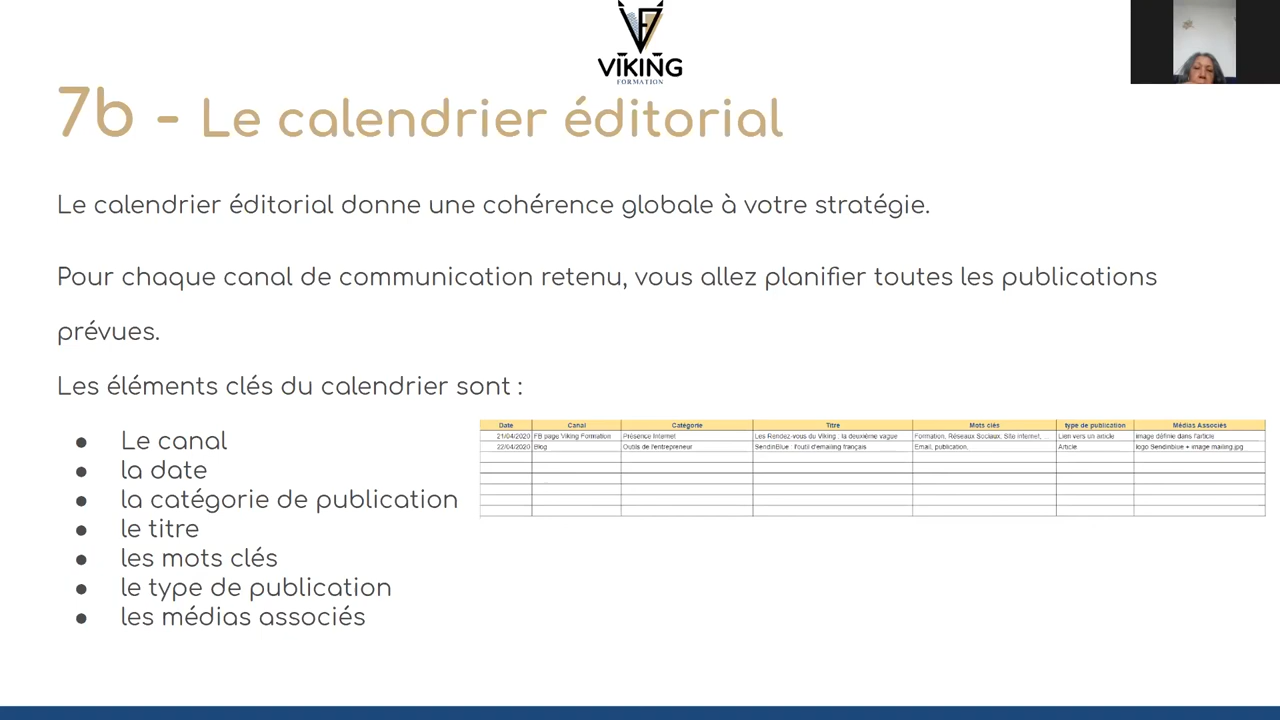 VIKING
FORMATION
7b - Le calendrier éditorial
Le calendrier éditorial donne une cohérence globale à votre stratégie.
Pour chaque canal de communication retenu, vous allez planifier toutes les publications
prévues.
Les éléments clés du calendrier sont :
● Le canal
● la date
● la catégorie de publication
● le titre
● les mots clés
● le type de publication
● les médias associés
Date Canal Catégorie Titre Mots clés type de publication Médias Associés
21/04/2020 FB page Viking Formation Présence Internet Les Rendez-vous du Viking : la deuxième vague Formation, Réseaux Sociaux, Site internet, ... Lien vers un article image définie dans l'article
22/04/2020 Blog Outils de l'entrepreneur SendinBlue : l'outil d'emailing français Email, publication, Article logo Sendinblue + image mailing.jpg